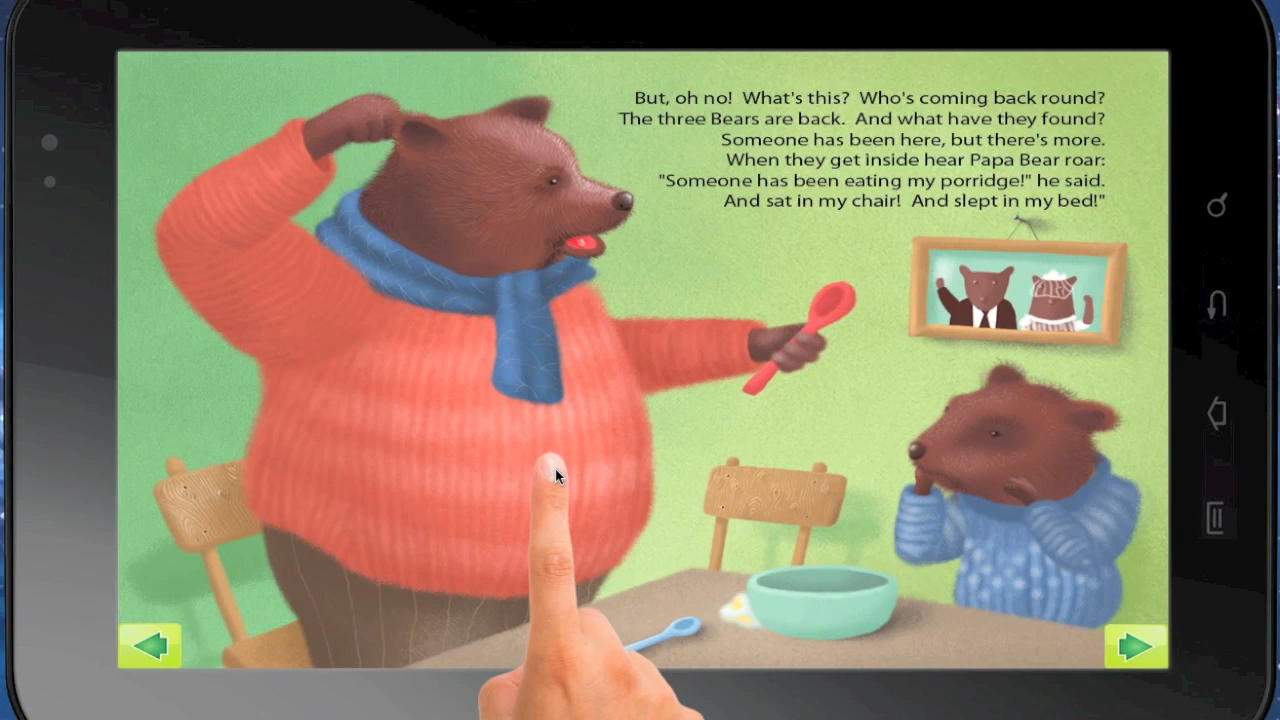 But, oh no!  What's this?  Who's coming back round?
The three Bears are back.  And what have they found?
Someone has been here, but there's more.
When they get inside hear Papa Bear roar:
"Someone has been eating my porridge!" he said.
And sat in my chair!  And slept in my bed!"